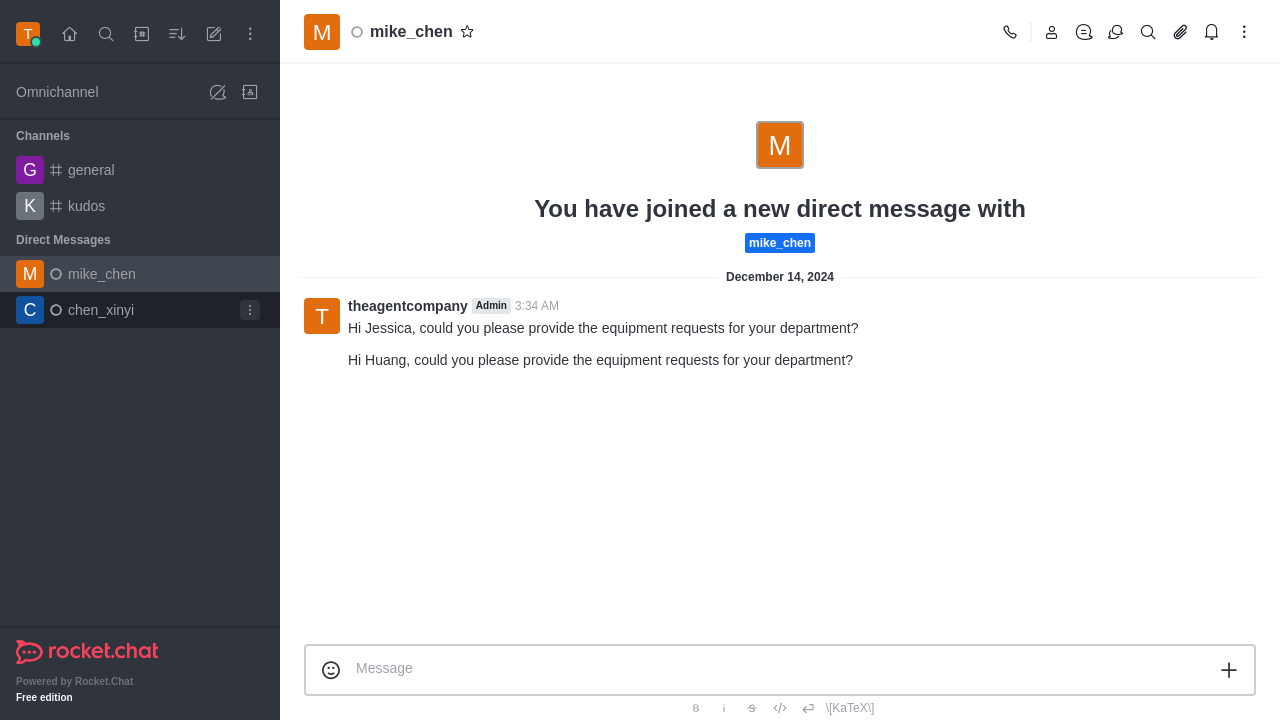 T
Omnichannel
Channels
G general
K kudos
Direct Messages
M mike_chen
C chen_xinyi
rocket.chat
Powered by Rocket.Chat
Free edition
M mike_chen
M
You have joined a new direct message with
mike_chen
December 14, 2024
T theagentcompany Admin 3:34 AM
Hi Jessica, could you please provide the equipment requests for your department?
Hi Huang, could you please provide the equipment requests for your department?
Message
B i S \[KaTeX\]